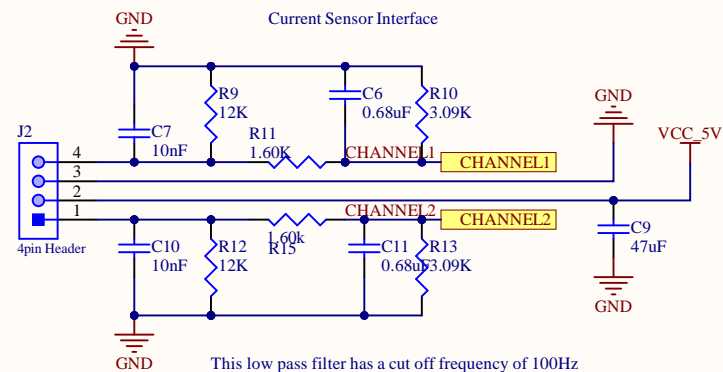 Current Sensor Interface
GND
R9
12K
C6
0.68uF
R10
3.09K
C7
10nF
R11
1.60K
GND
VCC_5V
J2
4
3
2
1
4pin Header
CHANNEL1
CHANNEL1
CHANNEL2
CHANNEL2
C10
10nF
R12
12K
1.60k
R15
C11
0.68uF
R13
3.09K
C9
47uF
GND
GND
This low pass filter has a cut off frequency of 100Hz